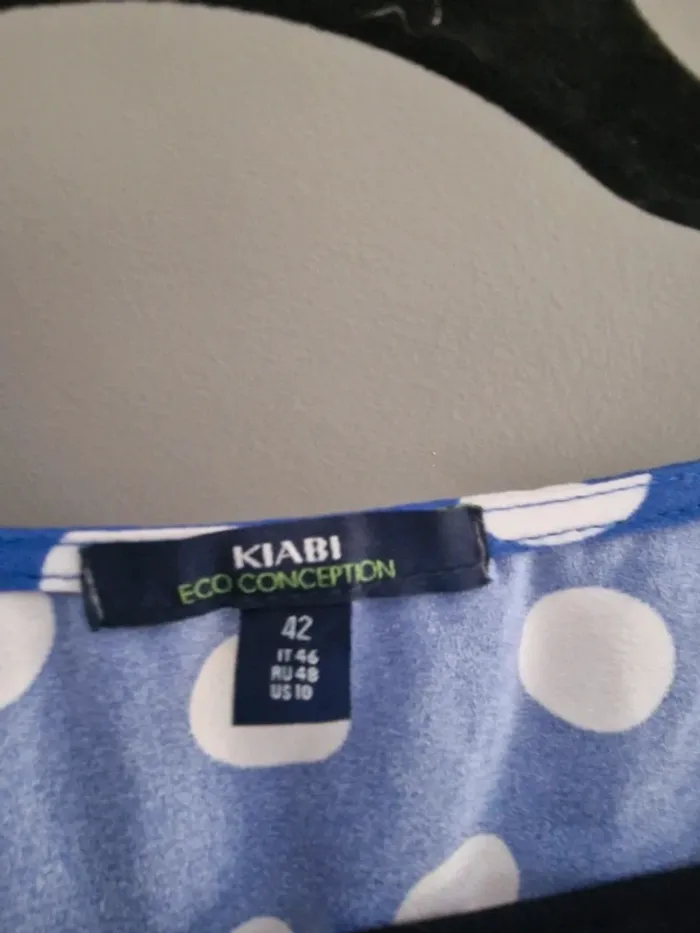 KIABI
ECO CONCEPTION
42
IT 46
RU 48
US 10